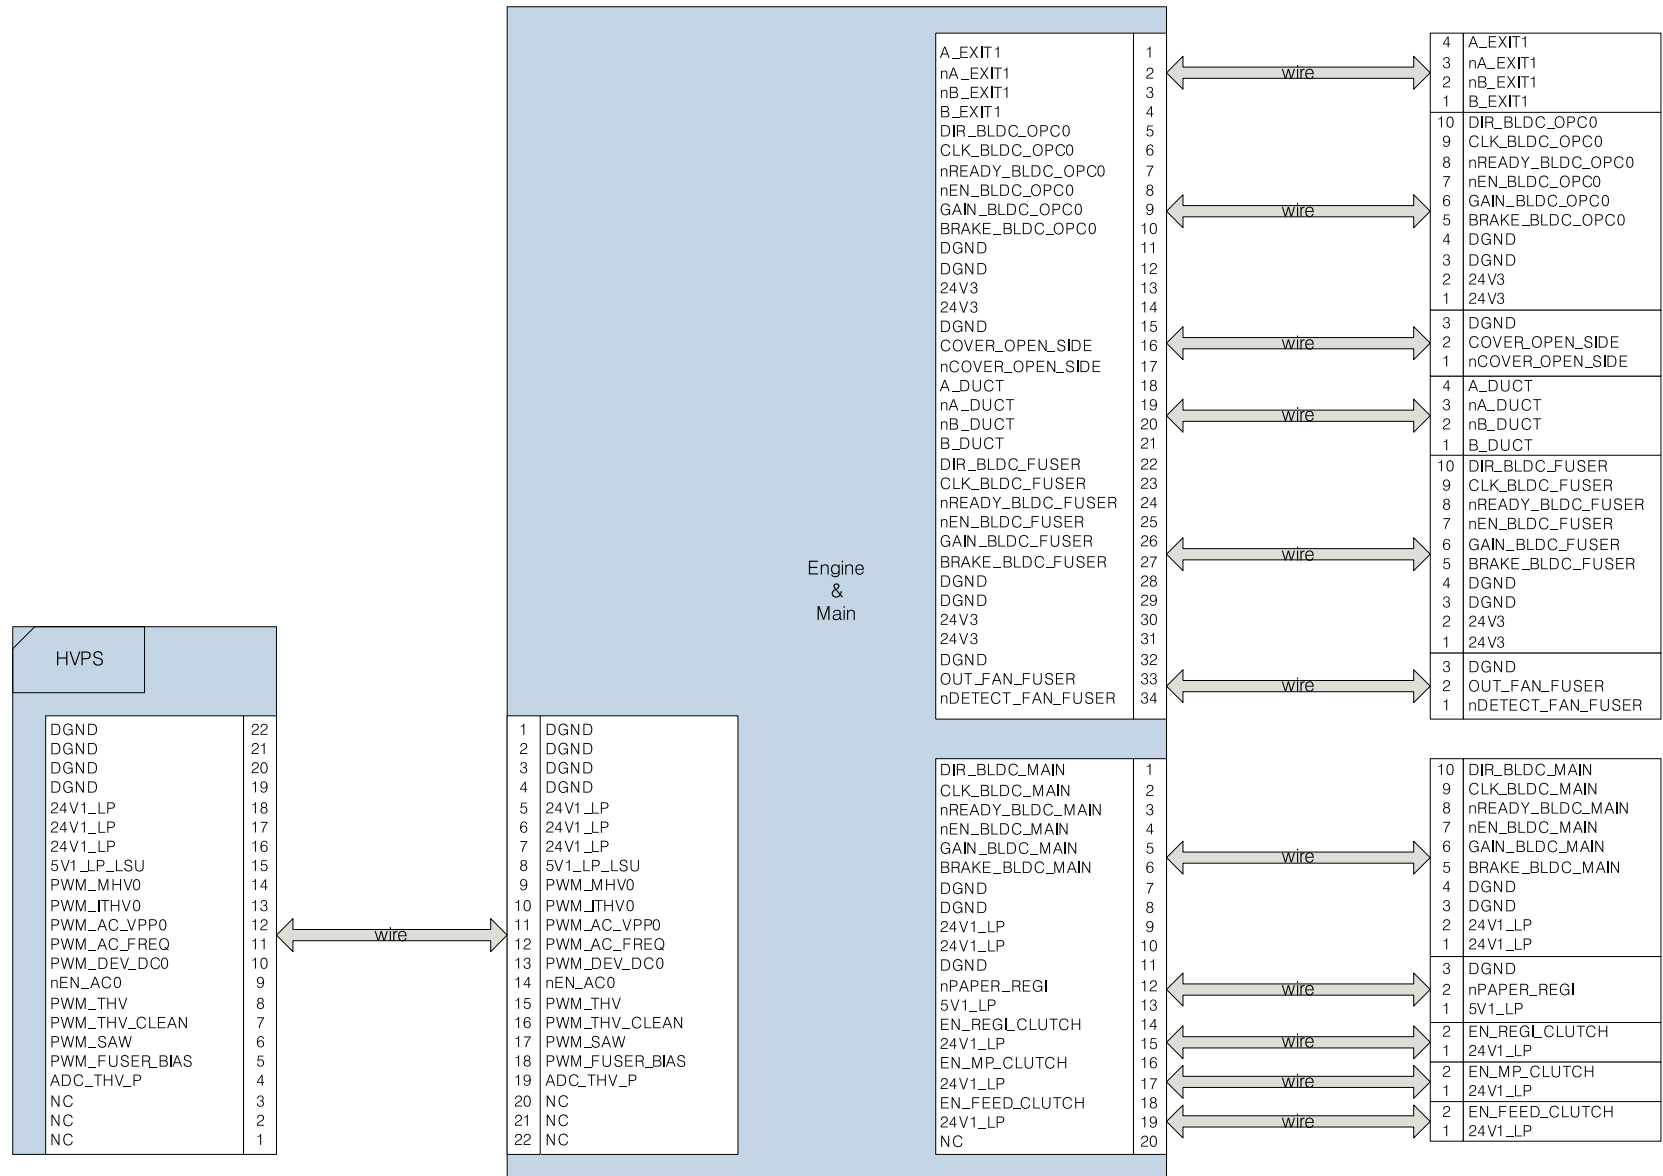 A_EXIT1 1
nA_EXIT1 2
nB_EXIT1 3
B_EXIT1 4
DIR_BLDC_OPC0 5
CLK_BLDC_OPC0 6
nREADY_BLDC_OPC0 7
nEN_BLDC_OPC0 8
GAIN_BLDC_OPC0 9
BRAKE_BLDC_OPC0 10
DGND 11
DGND 12
24V3 13
24V3 14
DGND 15
COVER_OPEN_SIDE 16
nCOVER_OPEN_SIDE 17
A_DUCT 18
nA_DUCT 19
nB_DUCT 20
B_DUCT 21
DIR_BLDC_FUSER 22
CLK_BLDC_FUSER 23
nREADY_BLDC_FUSER 24
nEN_BLDC_FUSER 25
GAIN_BLDC_FUSER 26
BRAKE_BLDC_FUSER 27
DGND 28
DGND 29
24V3 30
24V3 31
DGND 32
OUT_FAN_FUSER 33
nDETECT_FAN_FUSER 34
wire
wire
wire
wire
wire
wire
4 A_EXIT1
3 nA_EXIT1
2 nB_EXIT1
1 B_EXIT1
10 DIR_BLDC_OPC0
9 CLK_BLDC_OPC0
8 nREADY_BLDC_OPC0
7 nEN_BLDC_OPC0
6 GAIN_BLDC_OPC0
5 BRAKE_BLDC_OPC0
4 DGND
3 DGND
2 24V3
1 24V3
3 DGND
2 COVER_OPEN_SIDE
1 nCOVER_OPEN_SIDE
4 A_DUCT
3 nA_DUCT
2 nB_DUCT
1 B_DUCT
10 DIR_BLDC_FUSER
9 CLK_BLDC_FUSER
8 nREADY_BLDC_FUSER
7 nEN_BLDC_FUSER
6 GAIN_BLDC_FUSER
5 BRAKE_BLDC_FUSER
4 DGND
3 DGND
2 24V3
1 24V3
3 DGND
2 OUT_FAN_FUSER
1 nDETECT_FAN_FUSER
Engine
&
Main
HVPS
DGND 22
DGND 21
DGND 20
DGND 19
24V1_LP 18
24V1_LP 17
24V1_LP 16
5V1_LP_LSU 15
PWM_MHV0 14
PWM_ITHV0 13
PWM_AC_VPP0 12
PWM_AC_FREQ 11
PWM_DEV_DC0 10
nEN_AC0 9
PWM_THV 8
PWM_THV_CLEAN 7
PWM_SAW 6
PWM_FUSER_BIAS 5
ADC_THV_P 4
NC 3
NC 2
NC 1
wire
1 DGND
2 DGND
3 DGND
4 DGND
5 24V1_LP
6 24V1_LP
7 24V1_LP
8 5V1_LP_LSU
9 PWM_MHV0
10 PWM_ITHV0
11 PWM_AC_VPP0
12 PWM_AC_FREQ
13 PWM_DEV_DC0
14 nEN_AC0
15 PWM_THV
16 PWM_THV_CLEAN
17 PWM_SAW
18 PWM_FUSER_BIAS
19 ADC_THV_P
20 NC
21 NC
22 NC
DIR_BLDC_MAIN 1
CLK_BLDC_MAIN 2
nREADY_BLDC_MAIN 3
nEN_BLDC_MAIN 4
GAIN_BLDC_MAIN 5
BRAKE_BLDC_MAIN 6
DGND 7
DGND 8
24V1_LP 9
24V1_LP 10
DGND 11
nPAPER_REGI 12
5V1_LP 13
EN_REGI_CLUTCH 14
24V1_LP 15
EN_MP_CLUTCH 16
24V1_LP 17
EN_FEED_CLUTCH 18
24V1_LP 19
NC 20
wire
wire
wire
wire
wire
10 DIR_BLDC_MAIN
9 CLK_BLDC_MAIN
8 nREADY_BLDC_MAIN
7 nEN_BLDC_MAIN
6 GAIN_BLDC_MAIN
5 BRAKE_BLDC_MAIN
4 DGND
3 DGND
2 24V1_LP
1 24V1_LP
3 DGND
2 nPAPER_REGI
1 5V1_LP
2 EN_REGI_CLUTCH
1 24V1_LP
2 EN_MP_CLUTCH
1 24V1_LP
2 EN_FEED_CLUTCH
1 24V1_LP